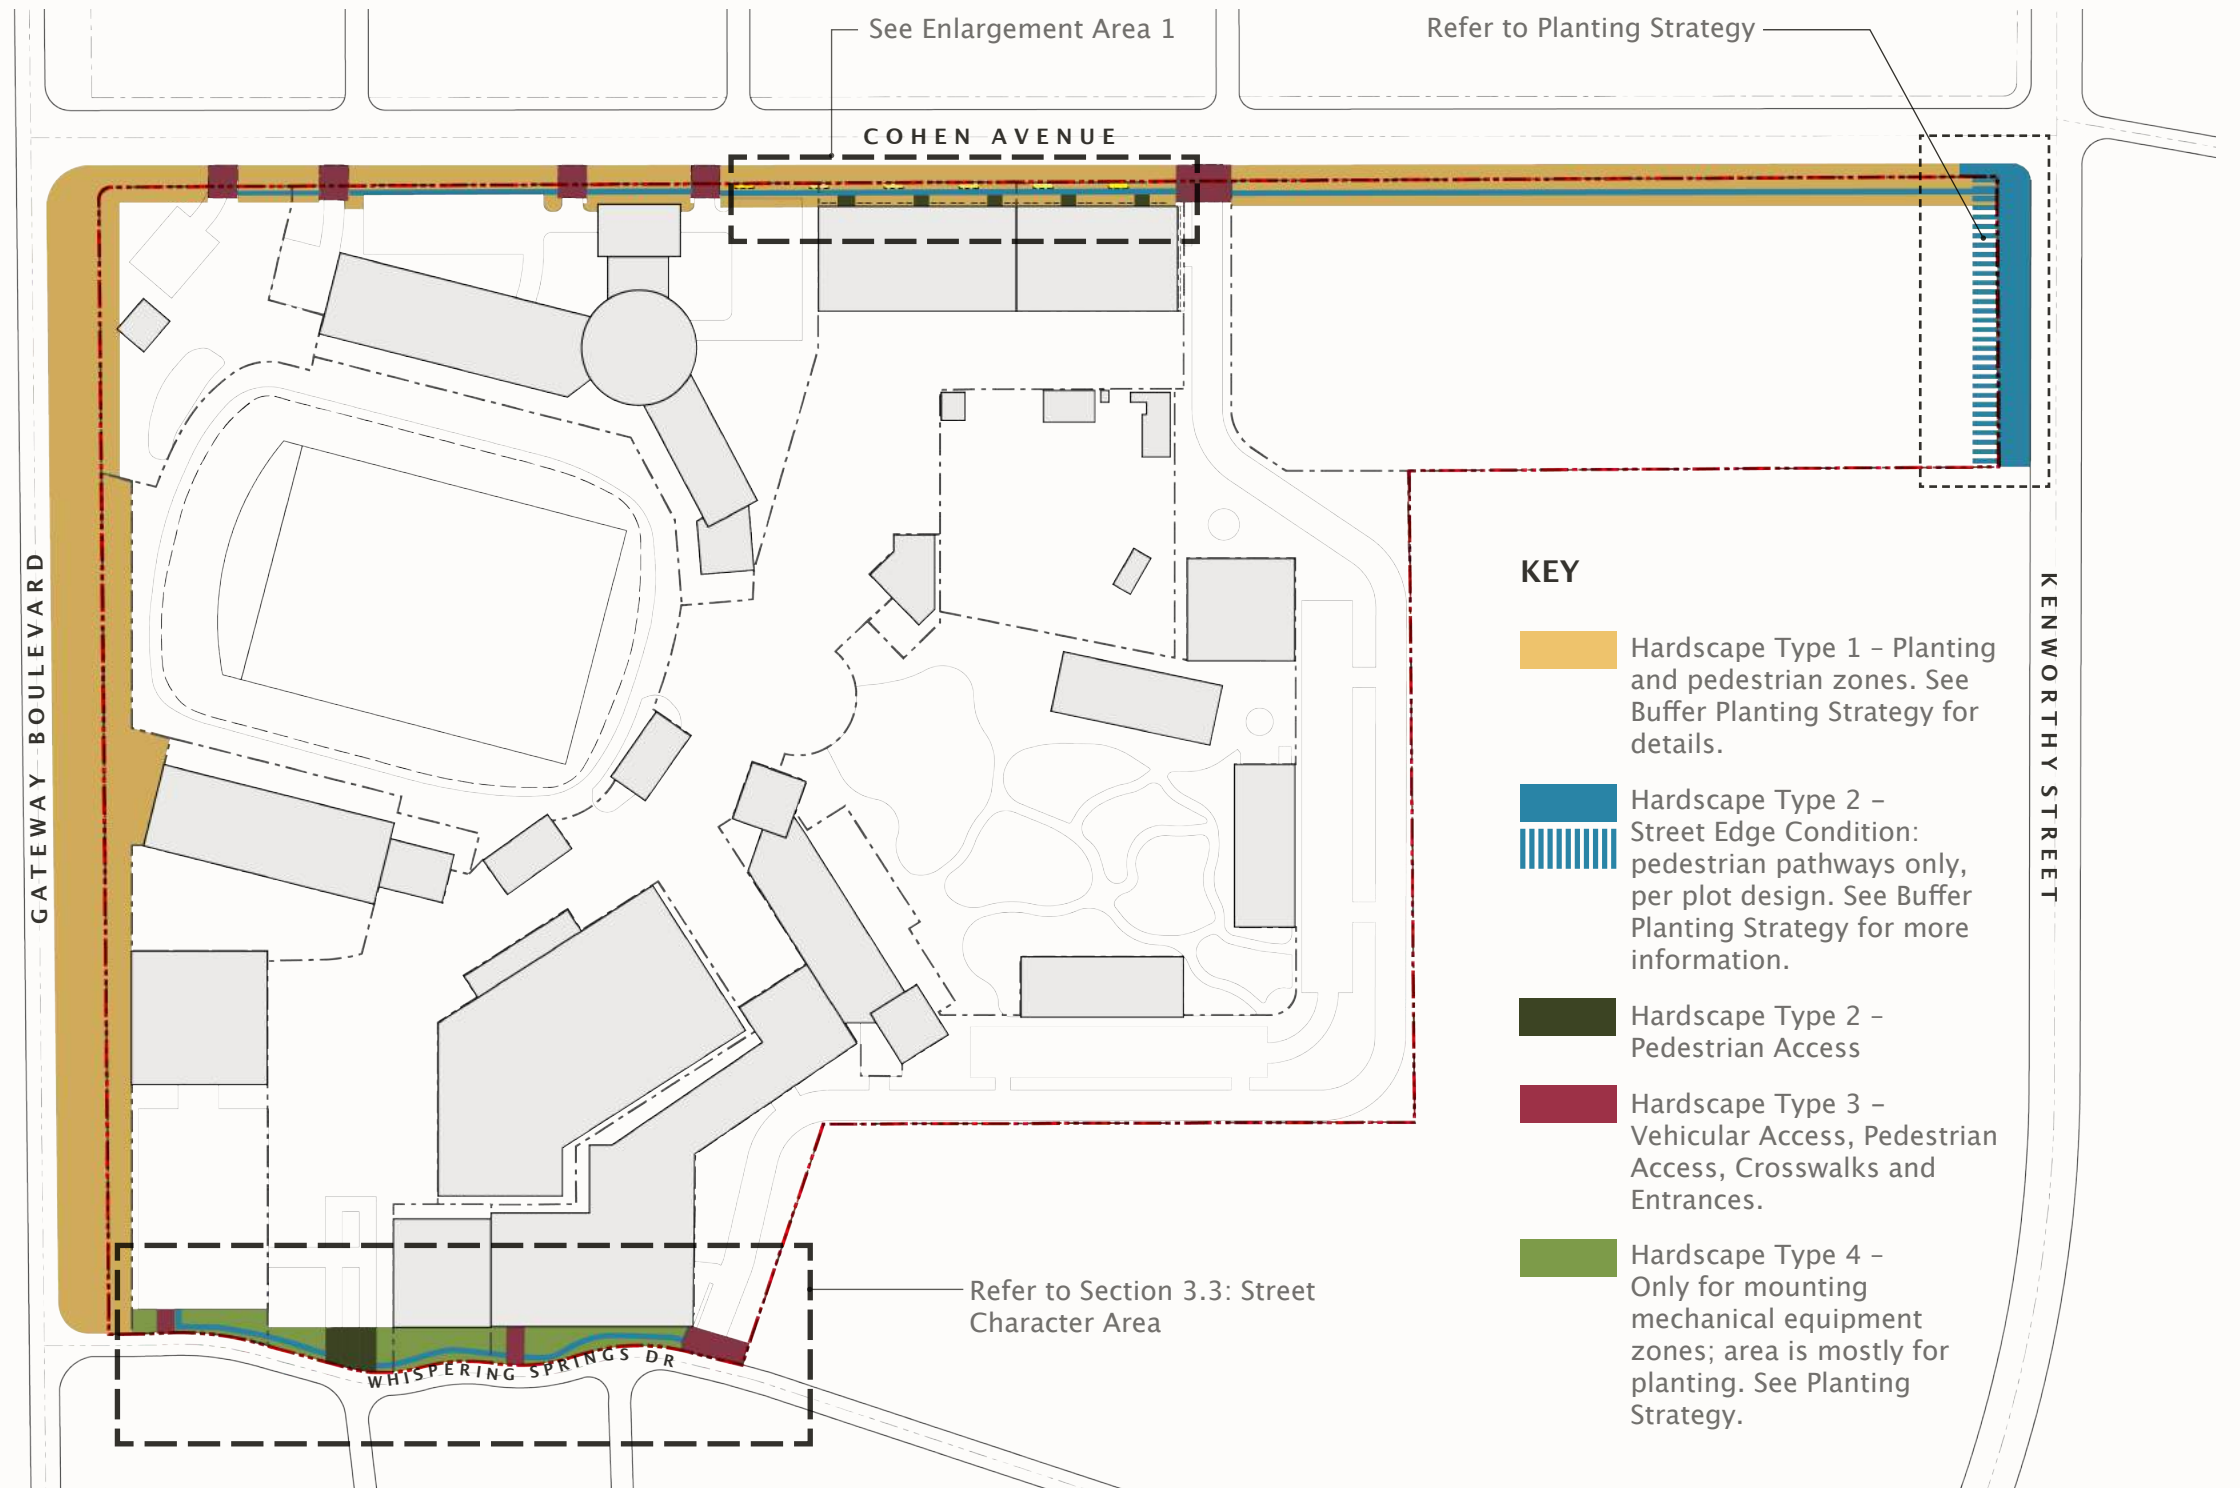 See Enlargement Area 1
Refer to Planting Strategy
COHEN AVENUE
GATEWAY BOULEVARD
KENWORTHY STREET
KEY
Hardscape Type 1 – Planting
and pedestrian zones. See
Buffer Planting Strategy for
details.
Hardscape Type 2 –
Street Edge Condition:
pedestrian pathways only,
per plot design. See Buffer
Planting Strategy for more
information.
Hardscape Type 2 –
Pedestrian Access
Hardscape Type 3 –
Vehicular Access, Pedestrian
Access, Crosswalks and
Entrances.
Hardscape Type 4 –
Only for mounting
mechanical equipment
zones; area is mostly for
planting. See Planting
Strategy.
Refer to Section 3.3: Street
Character Area
WHISPERING SPRINGS DR